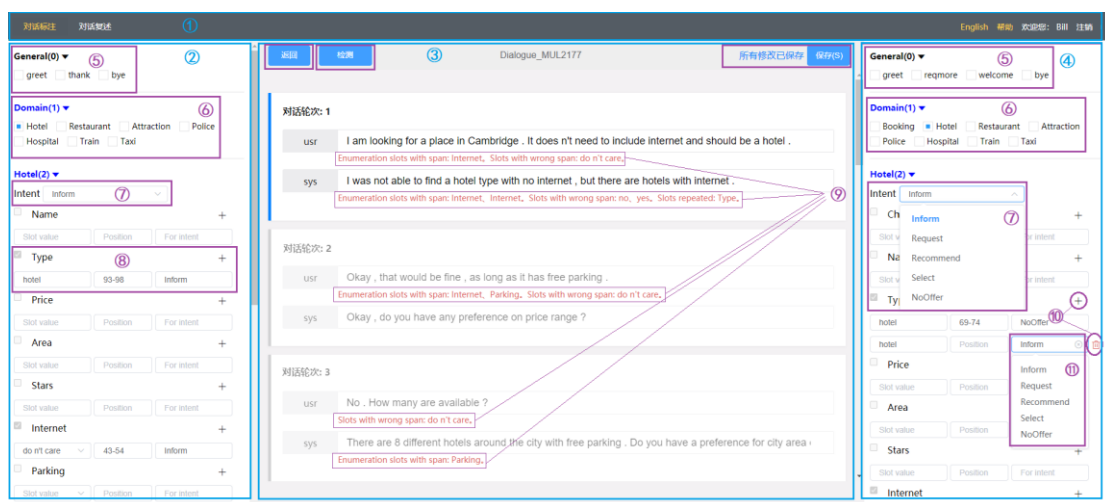 对话标注 对话复述 ① English 帮助 欢迎您: Bill 注销
General(0) ▾ ⑤ ②
greet thank bye
Domain(1) ▾ ⑥
Hotel Restaurant Attraction Police
Hospital Train Taxi
Hotel(2) ▾
Intent Inform ⑦
Name +
Slot value Position For intent
Type ⑧ +
hotel 93-98 Inform
Price +
Slot value Position For intent
Area +
Slot value Position For intent
Stars +
Slot value Position For intent
Internet +
do n't care 43-54 Inform
Parking +
Slot value Position For intent
返回 检测 ③ Dialogue_MUL2177 所有修改已保存 保存(S)
对话轮次: 1
usr I am looking for a place in Cambridge . It does n't need to include internet and should be a hotel .
Enumeration slots with span: Internet。Slots with wrong span: do n't care。
sys I was not able to find a hotel type with no internet , but there are hotels with internet .
Enumeration slots with span: Internet、Internet。Slots with wrong span: no、yes。Slots repeated: Type。
⑨
对话轮次: 2
usr Okay , that would be fine , as long as it has free parking .
Enumeration slots with span: Internet、Parking。Slots with wrong span: do n't care。
sys Okay , do you have any preference on price range ?
对话轮次: 3
usr No . How many are available ?
Slots with wrong span: do n't care。
sys There are 8 different hotels around the city with free parking . Do you have a preference for city area
Enumeration slots with span: Parking。
General(0) ▾ ⑤ ④
greet reqmore welcome bye
Domain(1) ▾ ⑥
Booking Hotel Restaurant Attraction
Police Hospital Train Taxi
Hotel(2) ▾
Intent Inform
Inform ⑦
Request
Recommend
Select
NoOffer
Ch +
Slot v or intent
Na +
Slot v For intent
Ty +
hotel 69-74 NoOffer ⑩
hotel Position Inform
Inform ⑪
Request
Recommend
Select
NoOffer
Price
Slot value Position
Area
Slot value Position
Stars +
Slot value Position For intent
Internet +